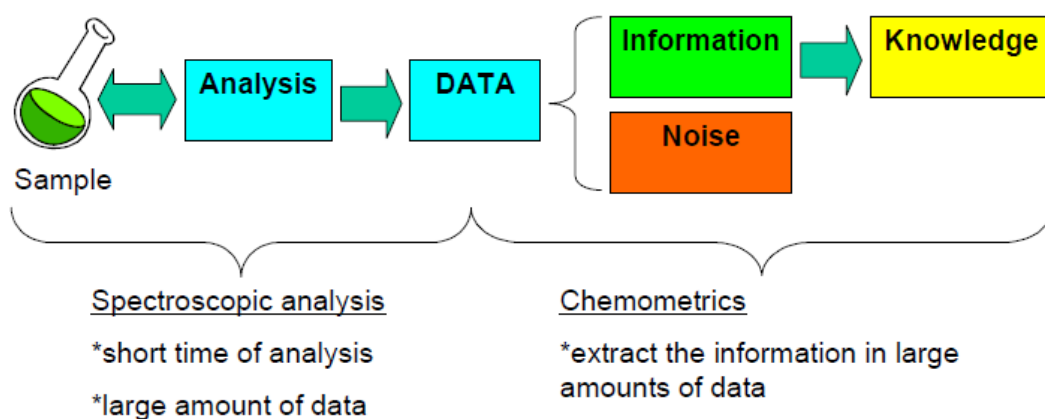 Analysis
DATA
Information
Knowledge
Noise
Sample
Spectroscopic analysis
*short time of analysis
*large amount of data
Chemometrics
*extract the information in large
amounts of data